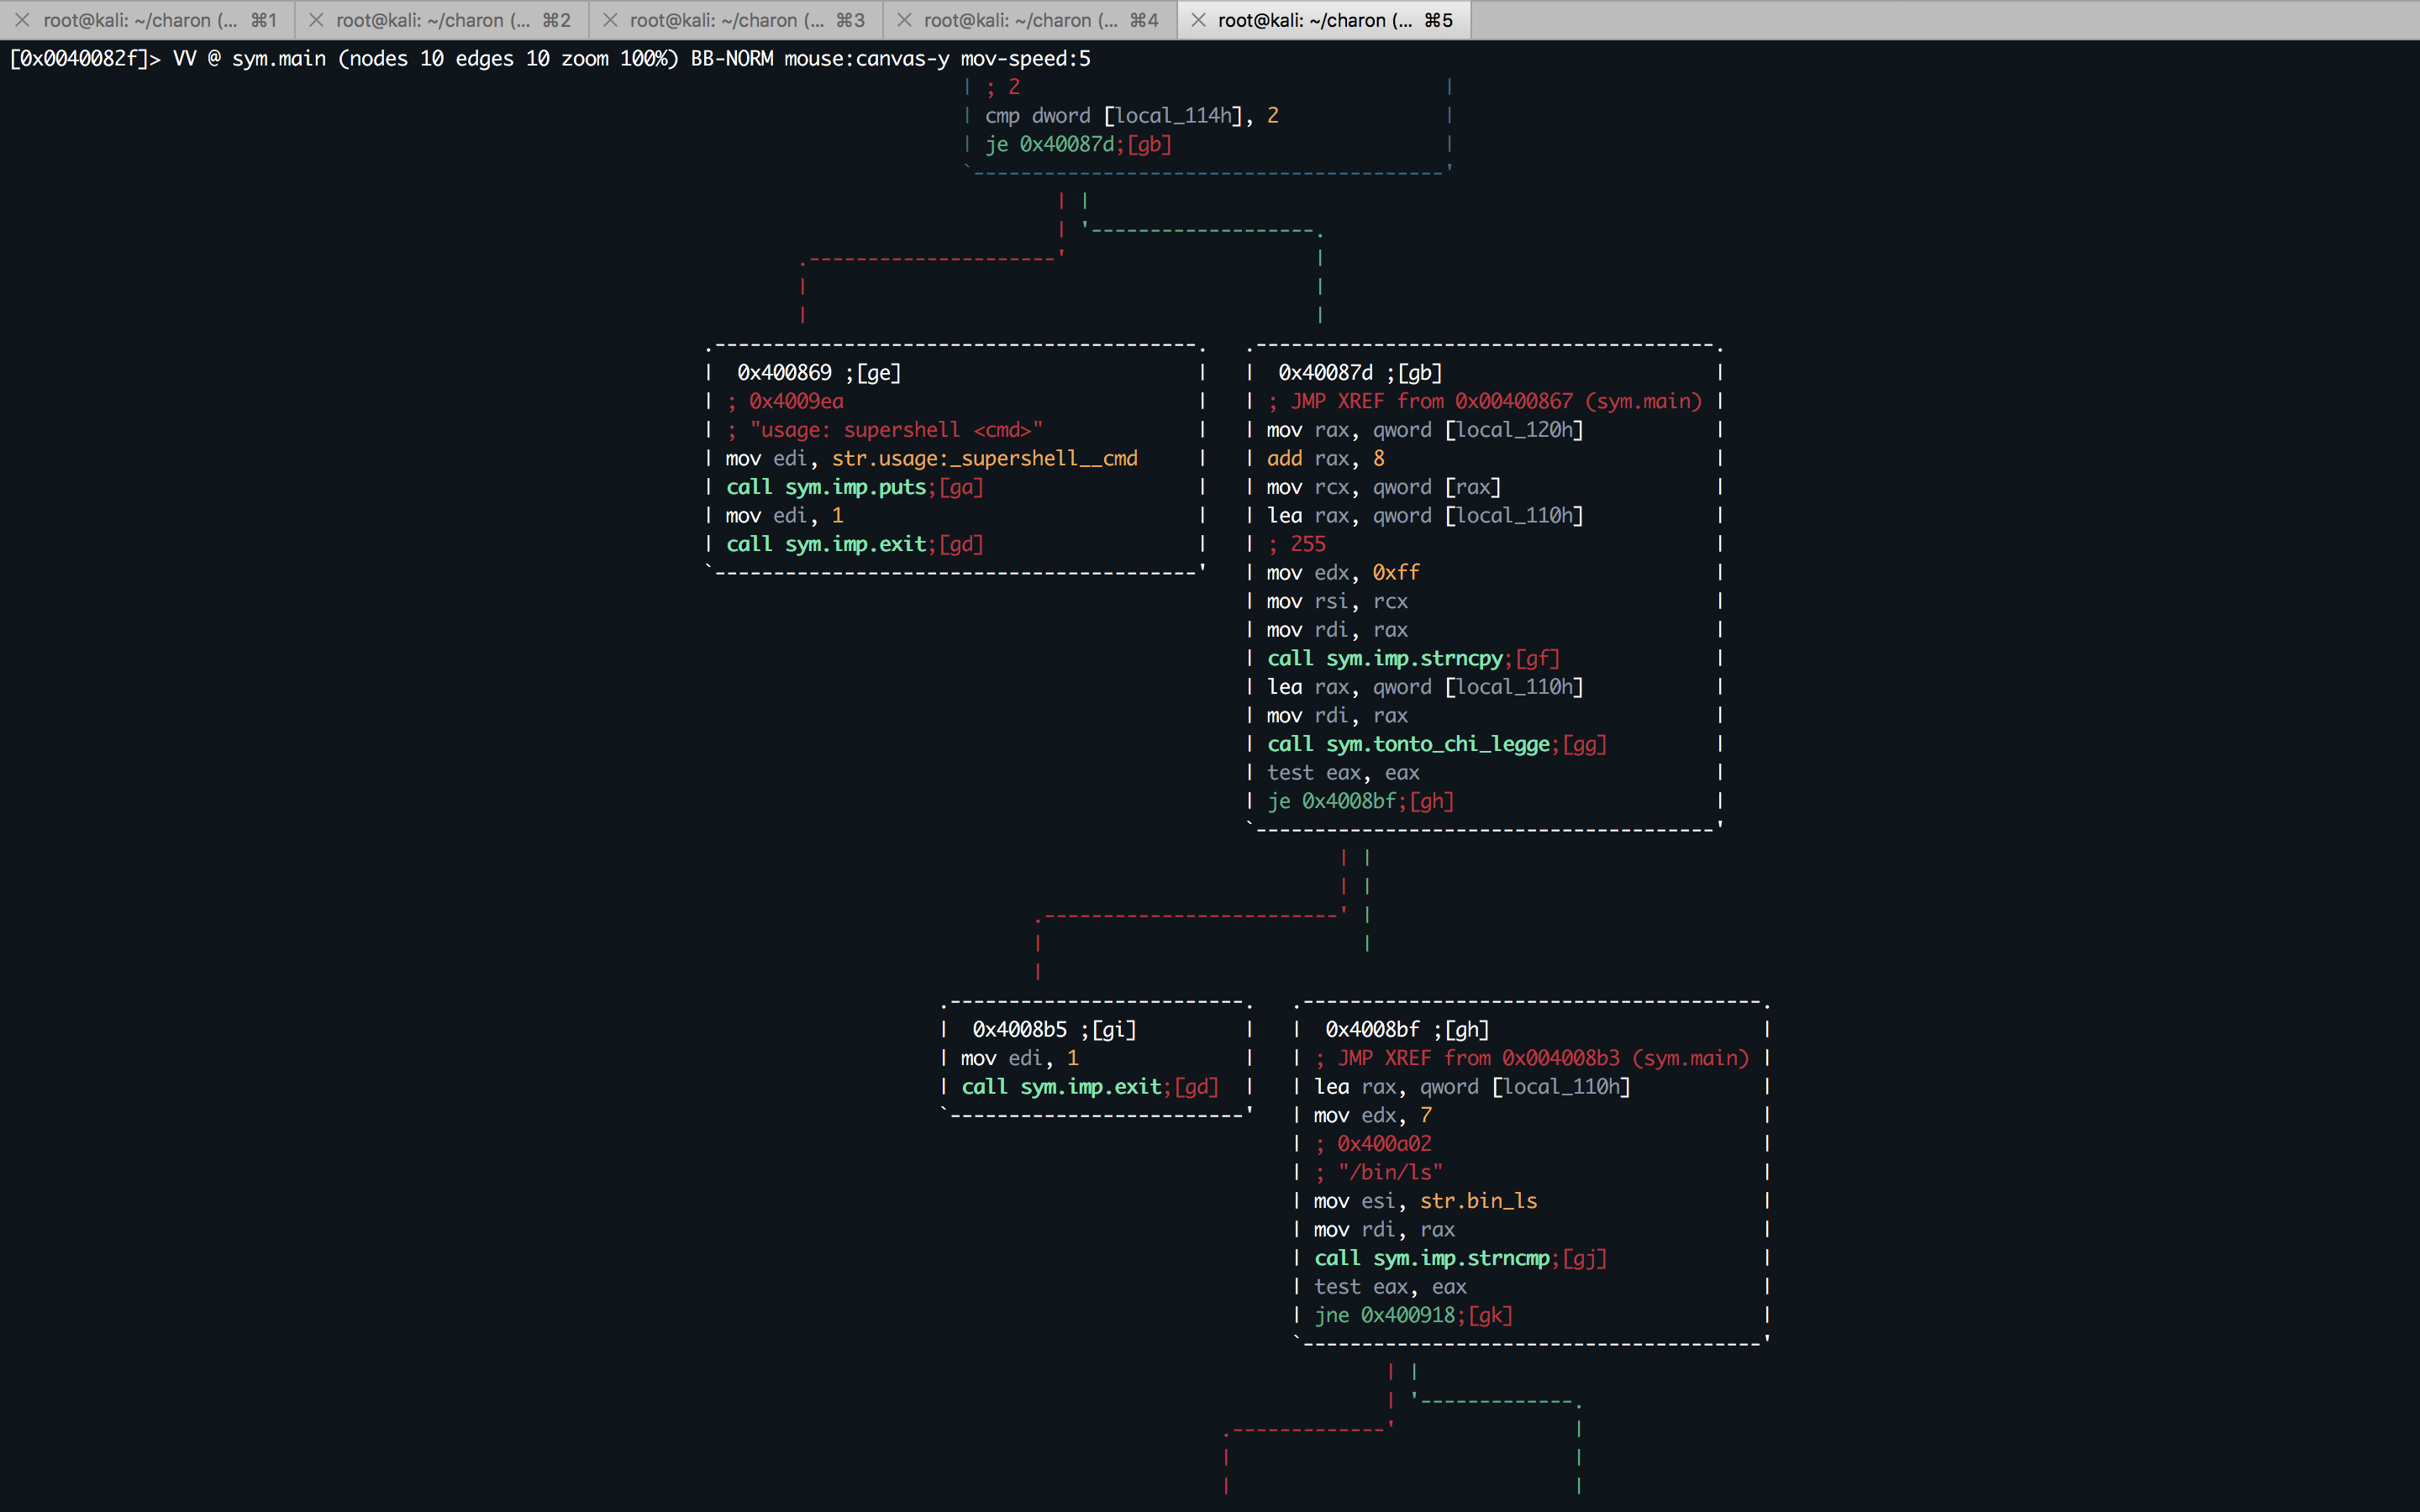 root@kali: ~/charon (... ⌘1
root@kali: ~/charon (... ⌘2
root@kali: ~/charon (... ⌘3
root@kali: ~/charon (... ⌘4
root@kali: ~/charon (... ⌘5
[0x0040082f]> VV @ sym.main (nodes 10 edges 10 zoom 100%) BB-NORM mouse:canvas-y mov-speed:5
; 2
cmp dword [local_114h], 2
je 0x40087d;[gb]
0x400869 ;[ge]
; 0x4009ea
; "usage: supershell <cmd>"
mov edi, str.usage:_supershell__cmd
call sym.imp.puts;[ga]
mov edi, 1
call sym.imp.exit;[gd]
0x40087d ;[gb]
; JMP XREF from 0x00400867 (sym.main)
mov rax, qword [local_120h]
add rax, 8
mov rcx, qword [rax]
lea rax, qword [local_110h]
; 255
mov edx, 0xff
mov rsi, rcx
mov rdi, rax
call sym.imp.strncpy;[gf]
lea rax, qword [local_110h]
mov rdi, rax
call sym.tonto_chi_legge;[gg]
test eax, eax
je 0x4008bf;[gh]
0x4008b5 ;[gi]
mov edi, 1
call sym.imp.exit;[gd]
0x4008bf ;[gh]
; JMP XREF from 0x004008b3 (sym.main)
lea rax, qword [local_110h]
mov edx, 7
; 0x400a02
; "/bin/ls"
mov esi, str.bin_ls
mov rdi, rax
call sym.imp.strncmp;[gj]
test eax, eax
jne 0x400918;[gk]